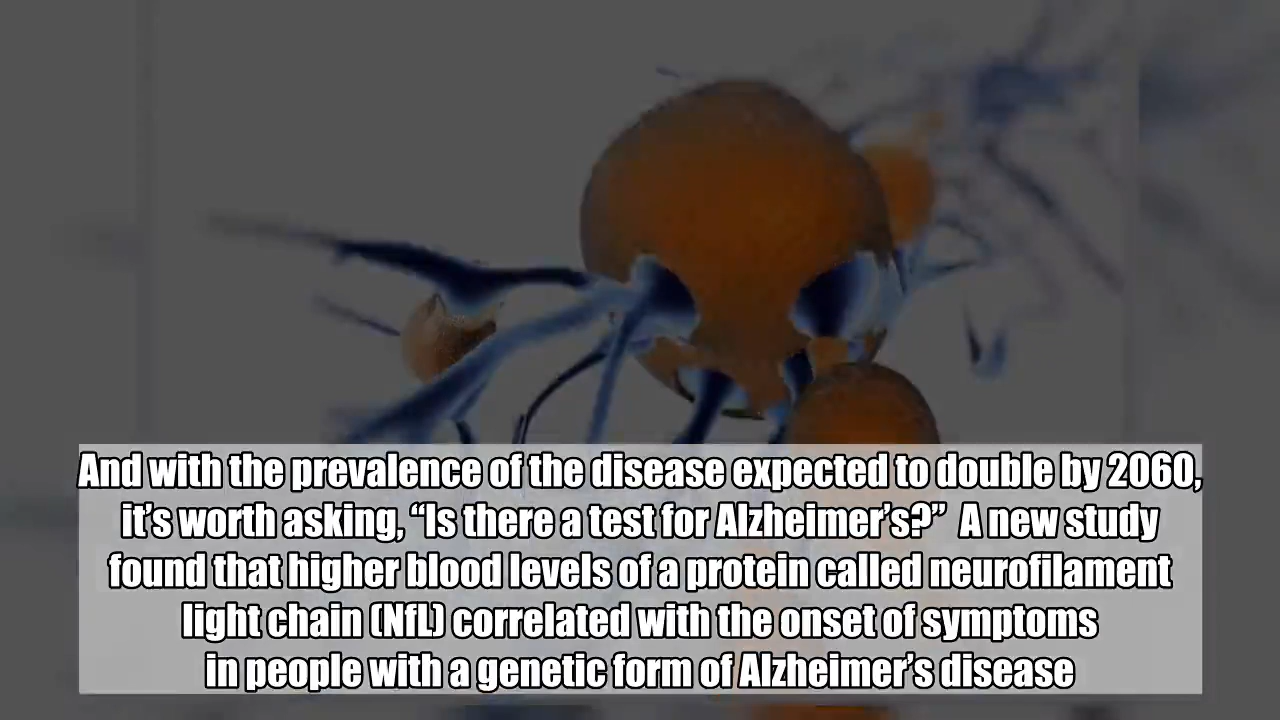 And with the prevalence of the disease expected to double by 2060,
it’s worth asking, “Is there a test for Alzheimer’s?”  A new study
found that higher blood levels of a protein called neurofilament
light chain (NfL) correlated with the onset of symptoms
in people with a genetic form of Alzheimer’s disease